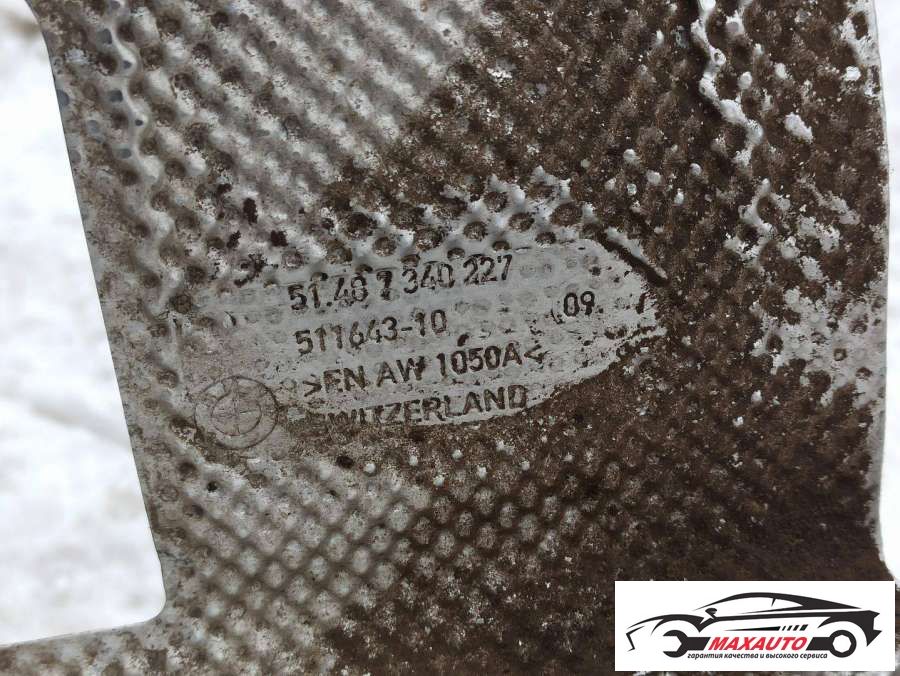 51.48 7 340 227
511643-10
09
>EN AW 1050A<
SWITZERLAND
MAXAUTO
гарантия качества и высокого сервиса